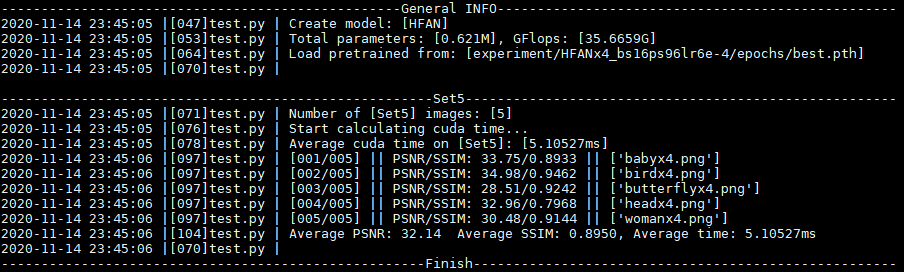 --------------------------------------------------General INFO--------------------------------------------------
2020-11-14 23:45:05 |[047]test.py | Create model: [HFAN]
2020-11-14 23:45:05 |[053]test.py | Total parameters: [0.621M], GFlops: [35.6659G]
2020-11-14 23:45:05 |[064]test.py | Load pretrained from: [experiment/HFANx4_bs16ps96lr6e-4/epochs/best.pth]
2020-11-14 23:45:05 |[070]test.py |
------------------------------------------------------Set5------------------------------------------------------
2020-11-14 23:45:05 |[071]test.py | Number of [Set5] images: [5]
2020-11-14 23:45:05 |[076]test.py | Start calculating cuda time...
2020-11-14 23:45:05 |[078]test.py | Average cuda time on [Set5]: [5.10527ms]
2020-11-14 23:45:06 |[097]test.py | [001/005] || PSNR/SSIM: 33.75/0.8933 || ['babyx4.png']
2020-11-14 23:45:06 |[097]test.py | [002/005] || PSNR/SSIM: 34.98/0.9462 || ['birdx4.png']
2020-11-14 23:45:06 |[097]test.py | [003/005] || PSNR/SSIM: 28.51/0.9242 || ['butterflyx4.png']
2020-11-14 23:45:06 |[097]test.py | [004/005] || PSNR/SSIM: 32.96/0.7968 || ['headx4.png']
2020-11-14 23:45:06 |[097]test.py | [005/005] || PSNR/SSIM: 30.48/0.9144 || ['womanx4.png']
2020-11-14 23:45:06 |[104]test.py | Average PSNR: 32.14  Average SSIM: 0.8950, Average time: 5.10527ms
2020-11-14 23:45:06 |[070]test.py |
-----------------------------------------------------Finish-----------------------------------------------------